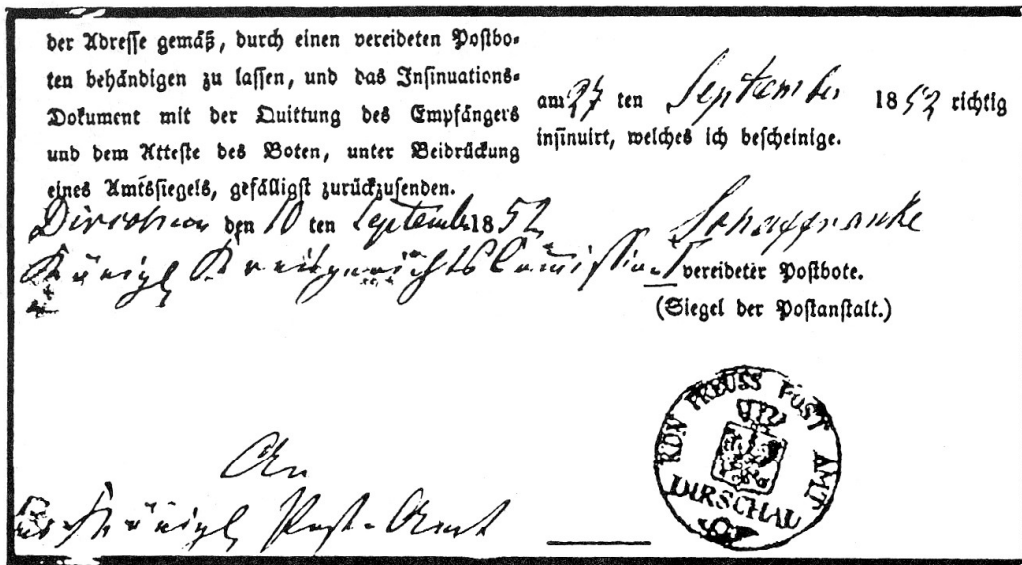 der Adresse gemäß, durch einen vereideten Postbo-
ten behändigen zu lassen, und das Insinuations-
Dokument mit der Quittung des Empfängers
und dem Atteste des Boten, unter Beidrückung
eines Amtssiegels, gefälligst zurückzusenden.
den 10 ten September 1852
Königl Kreisgerichts Comission
An
Königl Post-Amt
am 27 ten September 1852 richtig
insinuirt, welches ich bescheinige.
vereideter Postbote.
(Siegel der Postanstalt.)
KÖN PREUSS POST AMT
DIRSCHAU